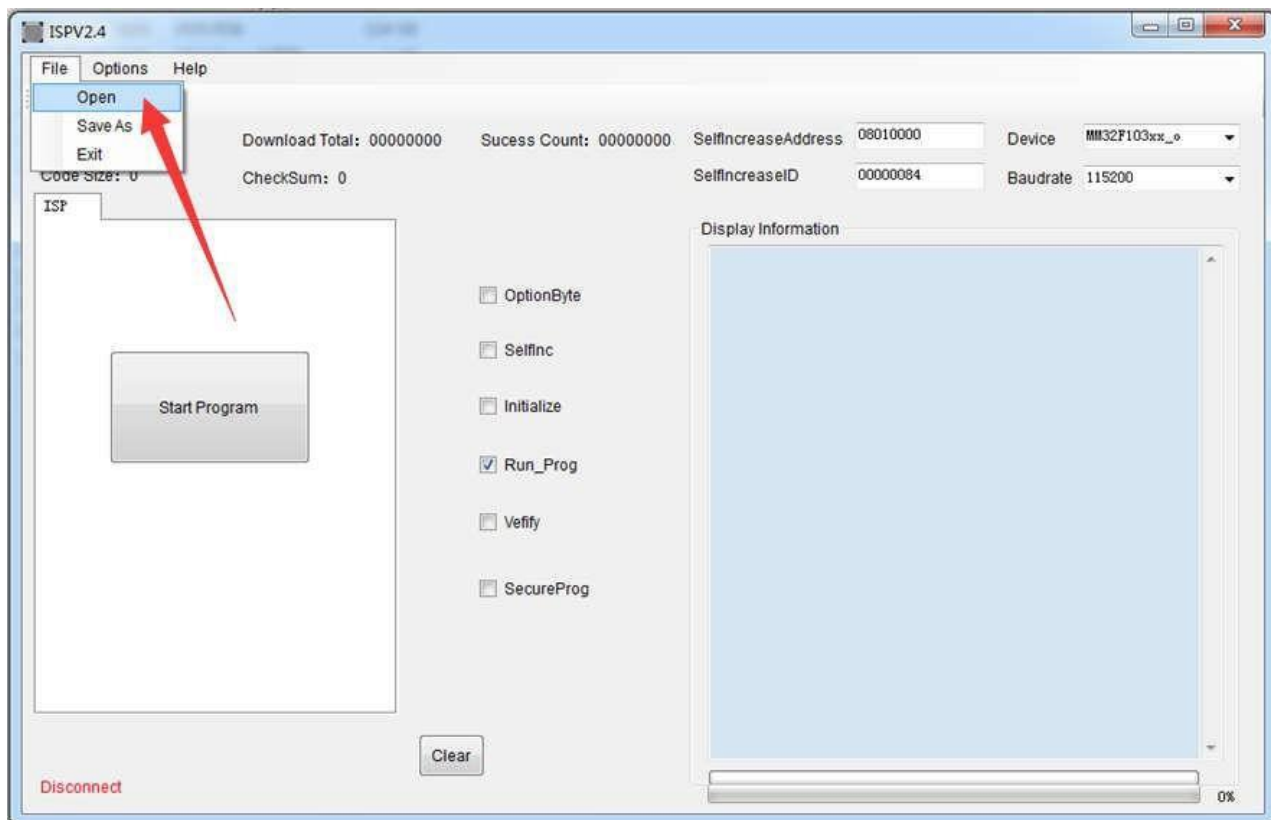 ISPV2.4
File Options Help
Open
Save As
Exit
Download Total: 00000000 Sucess Count: 00000000 SelfIncreaseAddress 08010000 Device MM32F103xx_o
Code Size: 0 CheckSum: 0 SelfIncreaseID 00000084 Baudrate 115200
ISP
Display Information
OptionByte
SelfInc
Start Program
Initialize
Run_Prog
Vefify
SecureProg
Clear
Disconnect
0%